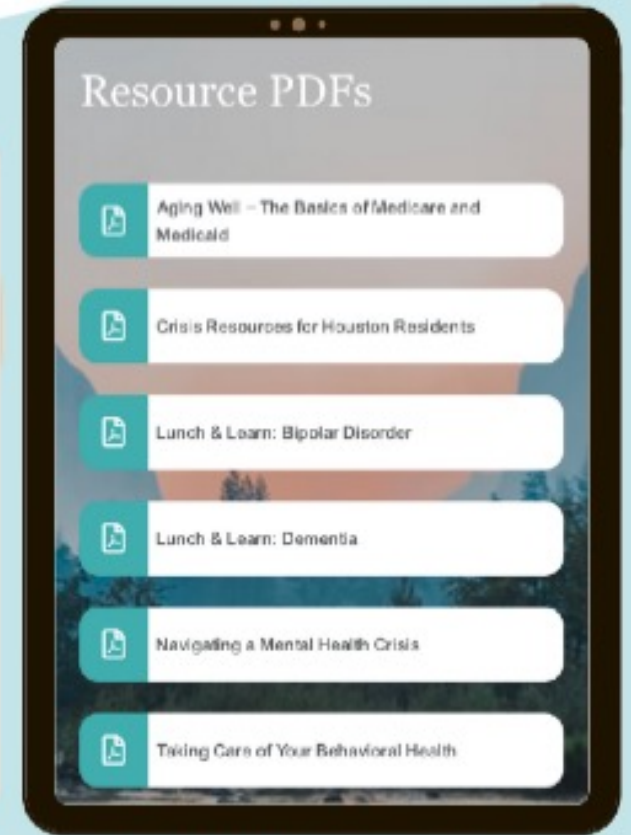 Resource PDFs
Aging Well – The Basics of Medicare and
Medicaid
Crisis Resources for Houston Residents
Lunch & Learn: Bipolar Disorder
Lunch & Learn: Dementia
Navigating a Mental Health Crisis
Taking Care of Your Behavioral Health